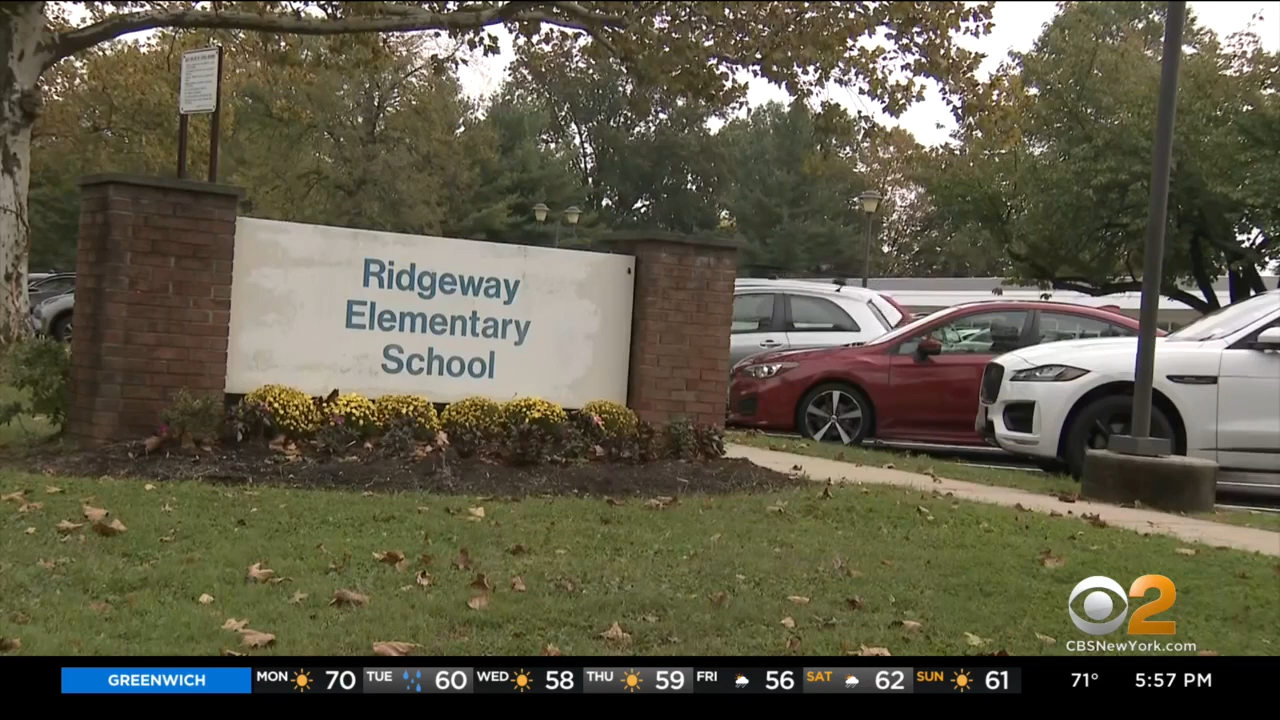 Ridgeway
Elementary
School
2
CBSNewYork.com
GREENWICH MON 70 TUE 60 WED 58 THU 59 FRI 56 SAT 62 SUN 61 71° 5:57 PM